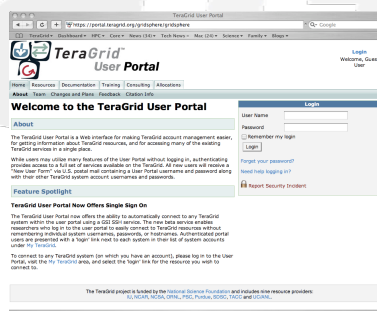 TeraGrid User Portal
https://portal.teragrid.org/gridsphere/gridsphere
Google
TeraGrid Dashboard HPC Core News (34) Tech News Mac (24) Science Family Blogs
TeraGrid
User Portal
Login
Welcome, Gues
User
Home Resources Documentation Training Consulting Allocations
About Team Changes and Plans Feedback Citation Info
Welcome to the TeraGrid User Portal
About
The TeraGrid User Portal is a Web interface for making TeraGrid account management easier,
for getting information about TeraGrid resources, and for accessing many of the existing
TeraGrid services in a single place.
While users may utilize many features of the User Portal without logging in, authenticating
provides access to a full set of services available on the TeraGrid. All new users will receive a
"New User Form" via U.S. postal mail containing a User Portal username and password along
with their other TeraGrid system account usernames and passwords.
Feature Spotlight
TeraGrid User Portal Now Offers Single Sign On
The TeraGrid User Portal now offers the ability to automatically connect to any TeraGrid
system within the user portal using a GSI SSH service. The new beta service enables
researchers who log in to the user portal to easily connect to TeraGrid resources without
remembering individual system usernames, passwords, or hostnames. Authenticated portal
users are presented with a 'login' link next to each system in their list of system accounts
under My TeraGrid.
To connect to any TeraGrid system (on which you have an account), please log in to the User
Portal, visit the My TeraGrid area, and select the 'login' link for the resource you wish to
connect to.
Login
User Name
Password
Remember my login
Login
Forget your password?
Need help logging in?
Report Security Incident
The TeraGrid project is funded by the National Science Foundation and includes nine resource providers:
IU, NCAR, NCSA, ORNL, PSC, Purdue, SDSC, TACC and UC/ANL.